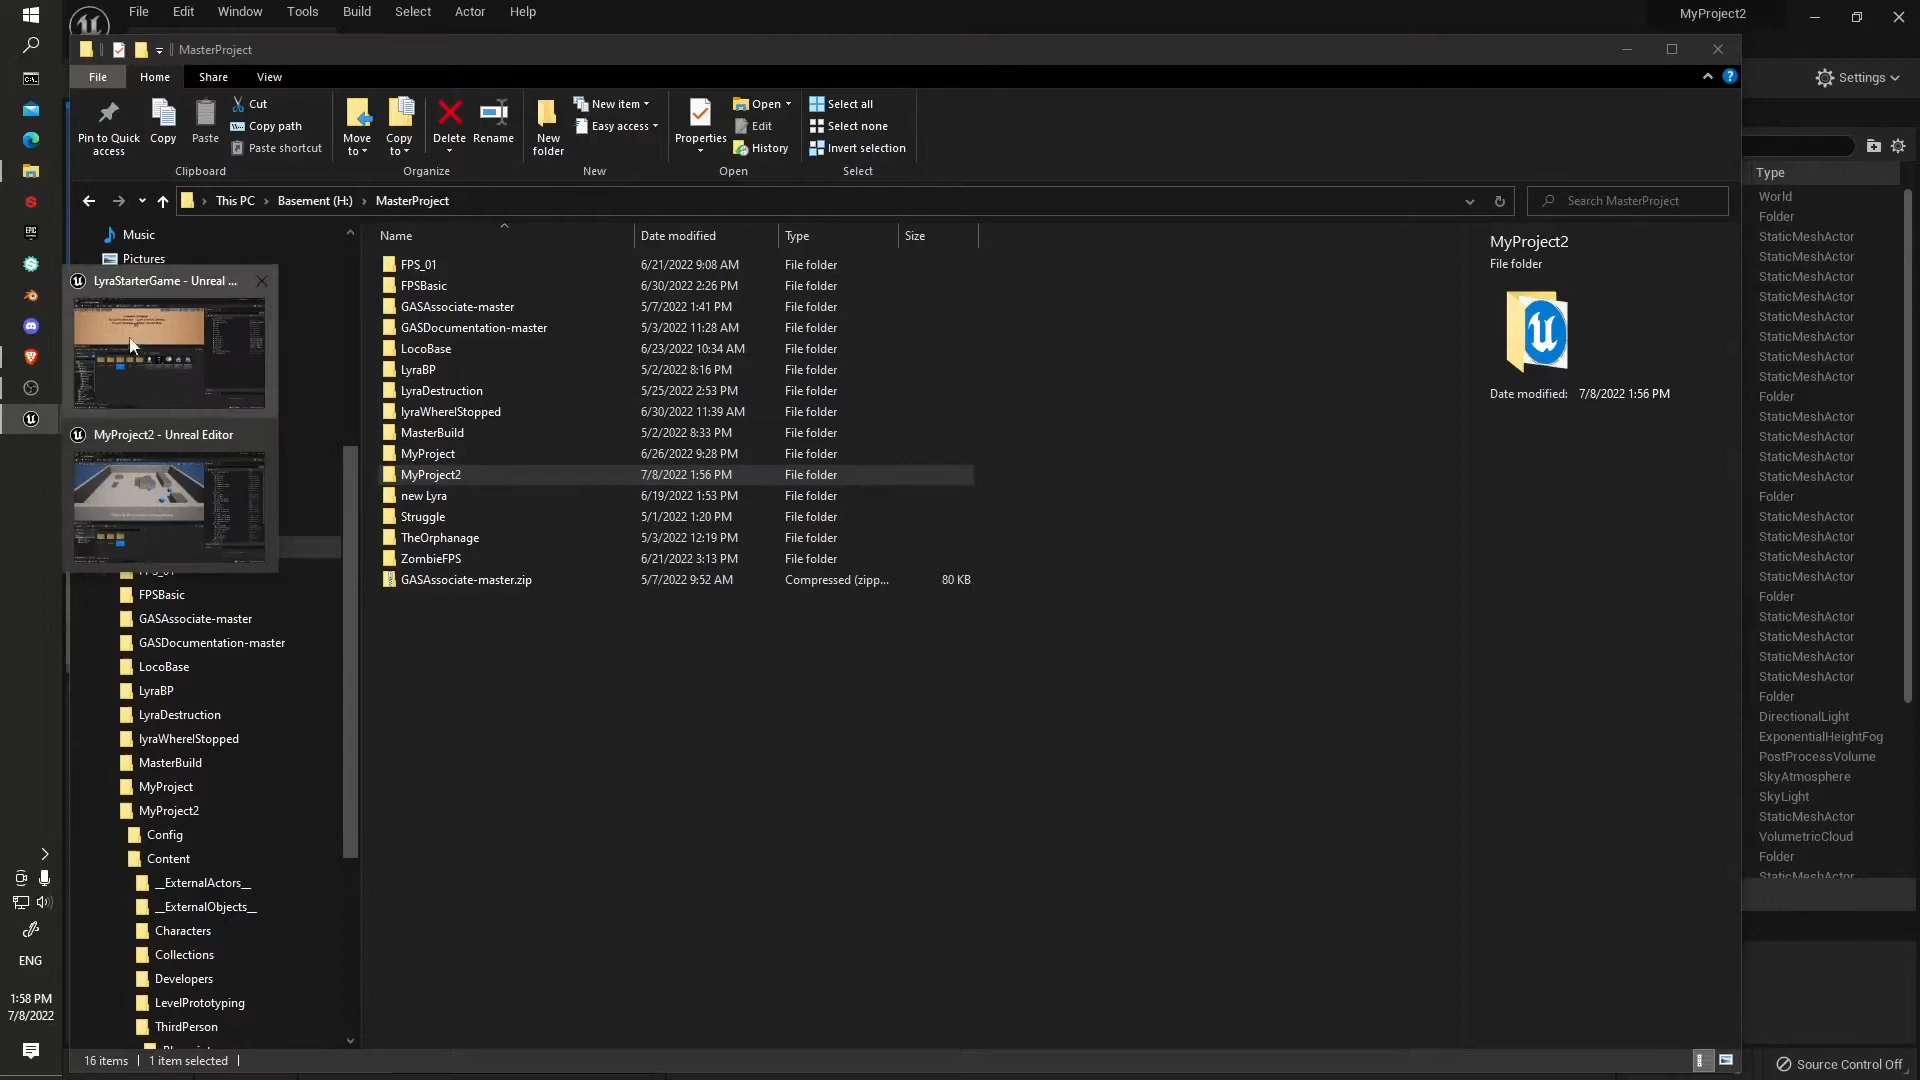 File Edit Window Tools Build Select Actor Help
MyProject2
MasterProject
File Home Share View
Settings
Pin to Quick access
Copy
Paste
Cut
Copy path
Paste shortcut
Clipboard
Move to
Copy to
Delete
Rename
Organize
New folder
New item
Easy access
New
Properties
Open
Edit
History
Open
Select all
Select none
Invert selection
Select
This PC Basement (H:) MasterProject
Search MasterProject
Music
Pictures
LyraStarterGame - Unreal ...
MyProject2 - Unreal Editor
FPSBasic
GASAssociate-master
GASDocumentation-master
LocoBase
LyraBP
LyraDestruction
lyraWhereIStopped
MasterBuild
MyProject
MyProject2
Config
Content
__ExternalActors__
__ExternalObjects__
Characters
Collections
Developers
LevelPrototyping
ThirdPerson
Name Date modified Type Size
FPS_01 6/21/2022 9:08 AM File folder
FPSBasic 6/30/2022 2:26 PM File folder
GASAssociate-master 5/7/2022 1:41 PM File folder
GASDocumentation-master 5/3/2022 11:28 AM File folder
LocoBase 6/23/2022 10:34 AM File folder
LyraBP 5/2/2022 8:16 PM File folder
LyraDestruction 5/25/2022 2:53 PM File folder
lyraWhereIStopped 6/30/2022 11:39 AM File folder
MasterBuild 5/2/2022 8:33 PM File folder
MyProject 6/26/2022 9:28 PM File folder
MyProject2 7/8/2022 1:56 PM File folder
new Lyra 6/19/2022 1:53 PM File folder
Struggle 5/1/2022 1:20 PM File folder
TheOrphanage 5/3/2022 12:19 PM File folder
ZombieFPS 6/21/2022 3:13 PM File folder
GASAssociate-master.zip 5/7/2022 9:52 AM Compressed (zipp... 80 KB
MyProject2
File folder
Date modified: 7/8/2022 1:56 PM
Type
World
Folder
StaticMeshActor
StaticMeshActor
StaticMeshActor
StaticMeshActor
StaticMeshActor
StaticMeshActor
StaticMeshActor
StaticMeshActor
Folder
StaticMeshActor
StaticMeshActor
StaticMeshActor
StaticMeshActor
Folder
StaticMeshActor
StaticMeshActor
StaticMeshActor
StaticMeshActor
Folder
StaticMeshActor
StaticMeshActor
StaticMeshActor
StaticMeshActor
Folder
DirectionalLight
ExponentialHeightFog
PostProcessVolume
SkyAtmosphere
SkyLight
StaticMeshActor
VolumetricCloud
Folder
StaticMeshActor
ENG
1:58 PM
7/8/2022
16 items 1 item selected
Source Control Off